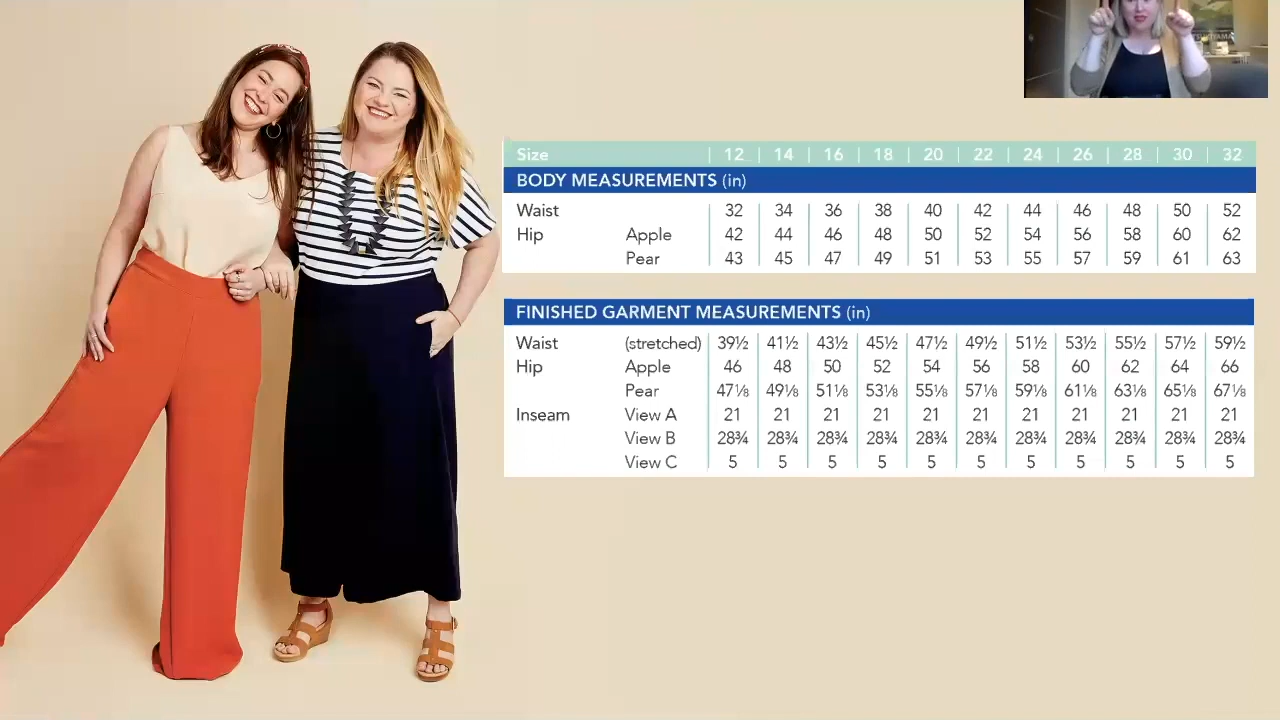 Size 12 14 16 18 20 22 24 26 28 30 32
BODY MEASUREMENTS (in)
Waist 32 34 36 38 40 42 44 46 48 50 52
Hip Apple 42 44 46 48 50 52 54 56 58 60 62
Pear 43 45 47 49 51 53 55 57 59 61 63
FINISHED GARMENT MEASUREMENTS (in)
Waist (stretched) 39½ 41½ 43½ 45½ 47½ 49½ 51½ 53½ 55½ 57½ 59½
Hip Apple 46 48 50 52 54 56 58 60 62 64 66
Pear 47⅛ 49⅛ 51⅛ 53⅛ 55⅛ 57⅛ 59⅛ 61⅛ 63⅛ 65⅛ 67⅛
Inseam View A 21 21 21 21 21 21 21 21 21 21 21
View B 28¾ 28¾ 28¾ 28¾ 28¾ 28¾ 28¾ 28¾ 28¾ 28¾ 28¾
View C 5 5 5 5 5 5 5 5 5 5 5